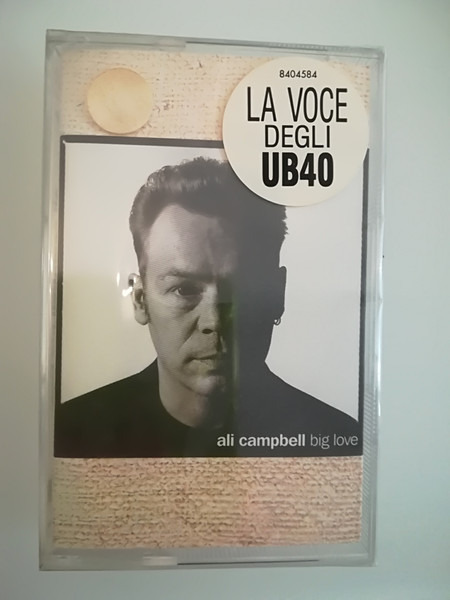 8404584
LA VOCE
DEGLI
UB40
ali campbell big love